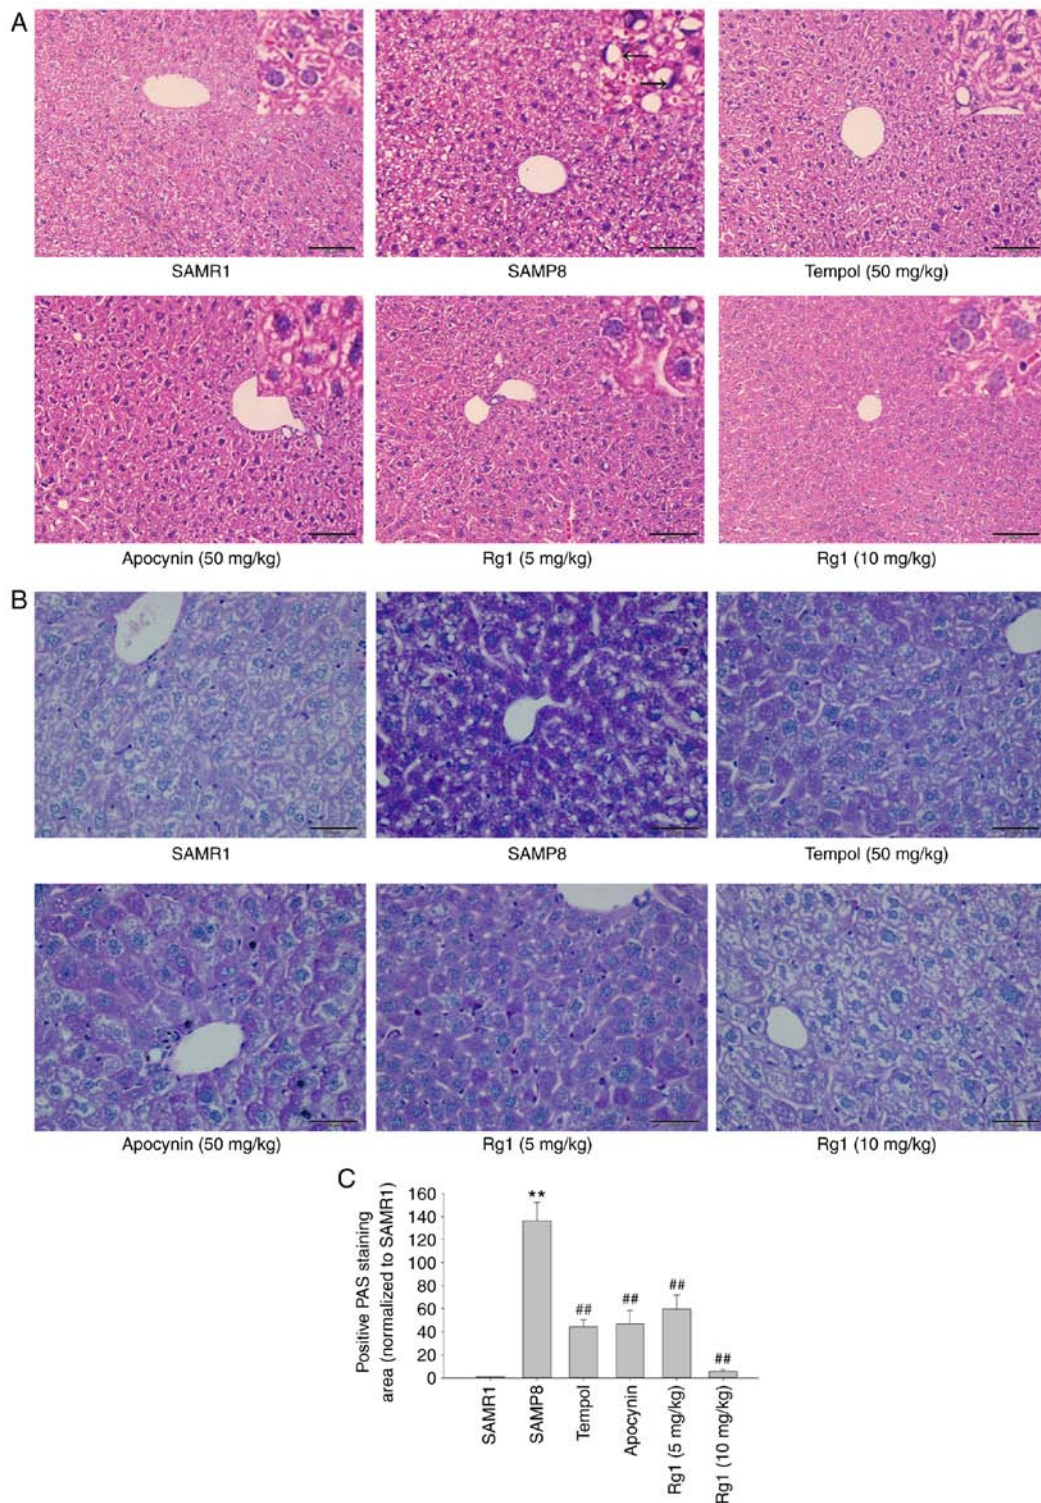 A
SAMR1
SAMP8
Tempol (50 mg/kg)
Apocynin (50 mg/kg)
Rg1 (5 mg/kg)
Rg1 (10 mg/kg)
B
SAMR1
SAMP8
Tempol (50 mg/kg)
Apocynin (50 mg/kg)
Rg1 (5 mg/kg)
Rg1 (10 mg/kg)
C
Positive PAS staining
area (normalized to SAMR1)
160
140
120
100
80
60
40
20
0
**
##
##
##
##
SAMR1
SAMP8
Tempol
Apocynin
Rg1 (5 mg/kg)
Rg1 (10 mg/kg)